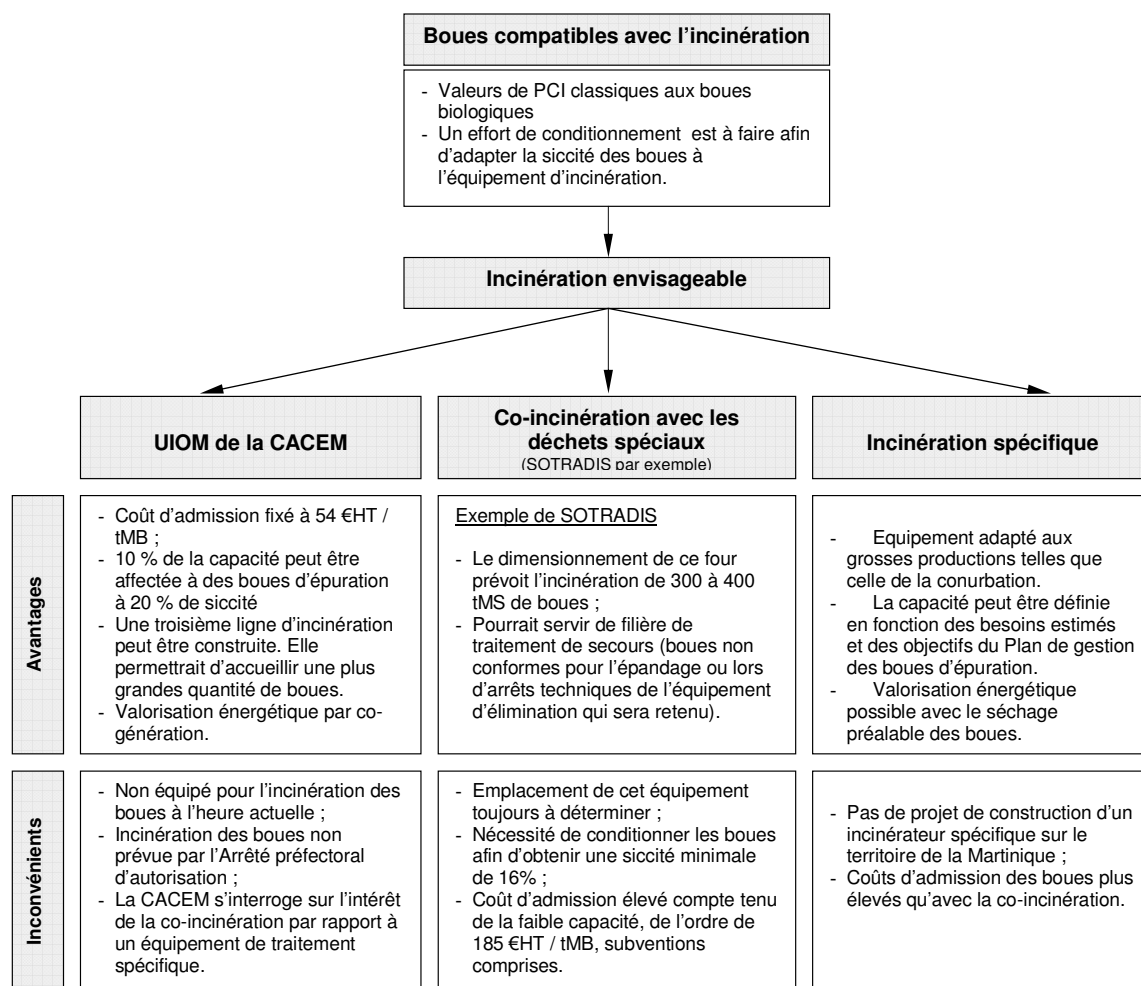 Boues compatibles avec l’incinération
- Valeurs de PCI classiques aux boues
biologiques
- Un effort de conditionnement est à faire afin
d’adapter la siccité des boues à
l’équipement d’incinération.
Incinération envisageable
UIOM de la CACEM
Co-incinération avec les
déchets spéciaux
(SOTRADIS par exemple)
Incinération spécifique
Avantages
- Coût d’admission fixé à 54 €HT /
tMB ;
- 10 % de la capacité peut être
affectée à des boues d’épuration
à 20 % de siccité
- Une troisième ligne d’incinération
peut être construite. Elle
permettrait d’accueillir une plus
grandes quantité de boues.
- Valorisation énergétique par co-
génération.
Exemple de SOTRADIS
- Le dimensionnement de ce four
prévoit l’incinération de 300 à 400
tMS de boues ;
- Pourrait servir de filière de
traitement de secours (boues non
conformes pour l’épandage ou lors
d’arrêts techniques de l’équipement
d’élimination qui sera retenu).
- Equipement adapté aux
grosses productions telles que
celle de la conurbation.
- La capacité peut être définie
en fonction des besoins estimés
et des objectifs du Plan de gestion
des boues d’épuration.
- Valorisation énergétique
possible avec le séchage
préalable des boues.
Inconvénients
- Non équipé pour l’incinération des
boues à l’heure actuelle ;
- Incinération des boues non
prévue par l’Arrêté préfectoral
d’autorisation ;
- La CACEM s’interroge sur l’intérêt
de la co-incinération par rapport à
un équipement de traitement
spécifique.
- Emplacement de cet équipement
toujours à déterminer ;
- Nécessité de conditionner les boues
afin d’obtenir une siccité minimale
de 16% ;
- Coût d’admission élevé compte tenu
de la faible capacité, de l’ordre de
185 €HT / tMB, subventions
comprises.
- Pas de projet de construction d’un
incinérateur spécifique sur le
territoire de la Martinique ;
- Coûts d’admission des boues plus
élevés qu’avec la co-incinération.